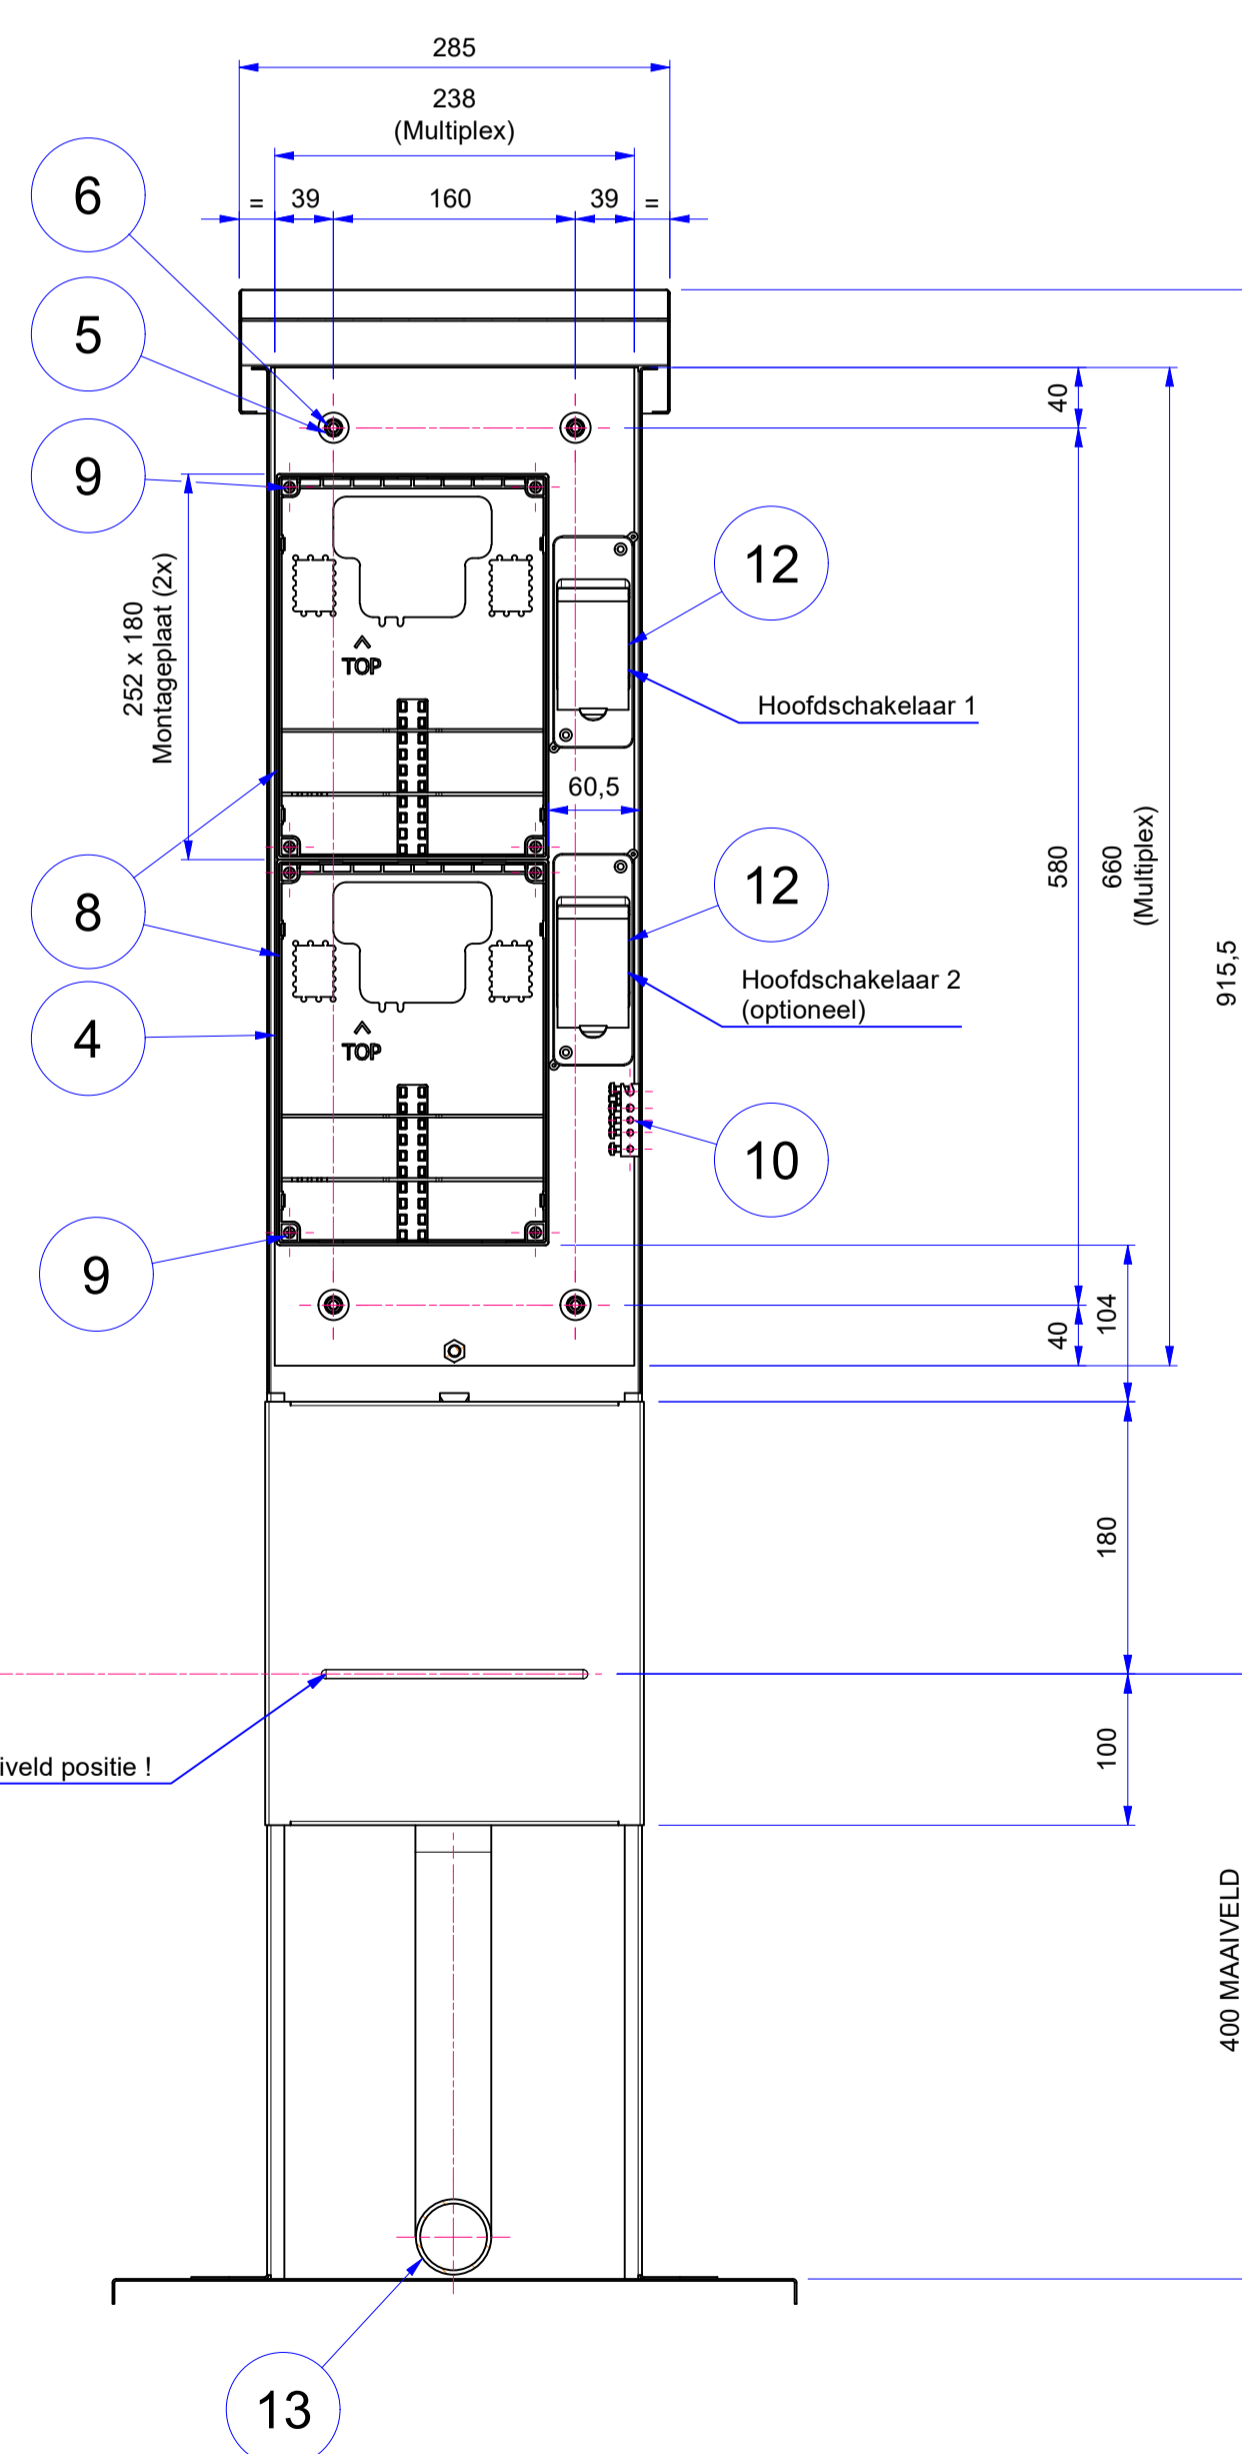 285
238
(Multiplex)
= 39 160 39 =
6
5
40
9
12
252 x 180
Montageplaat (2x)
TOP
Hoofdschakelaar 1
60,5
580
660
(Multiplex)
12
8
915,5
Hoofdschakelaar 2
(optioneel)
4
TOP
10
9
104
40
180
100
iveld positie !
400 MAAIVELD
13